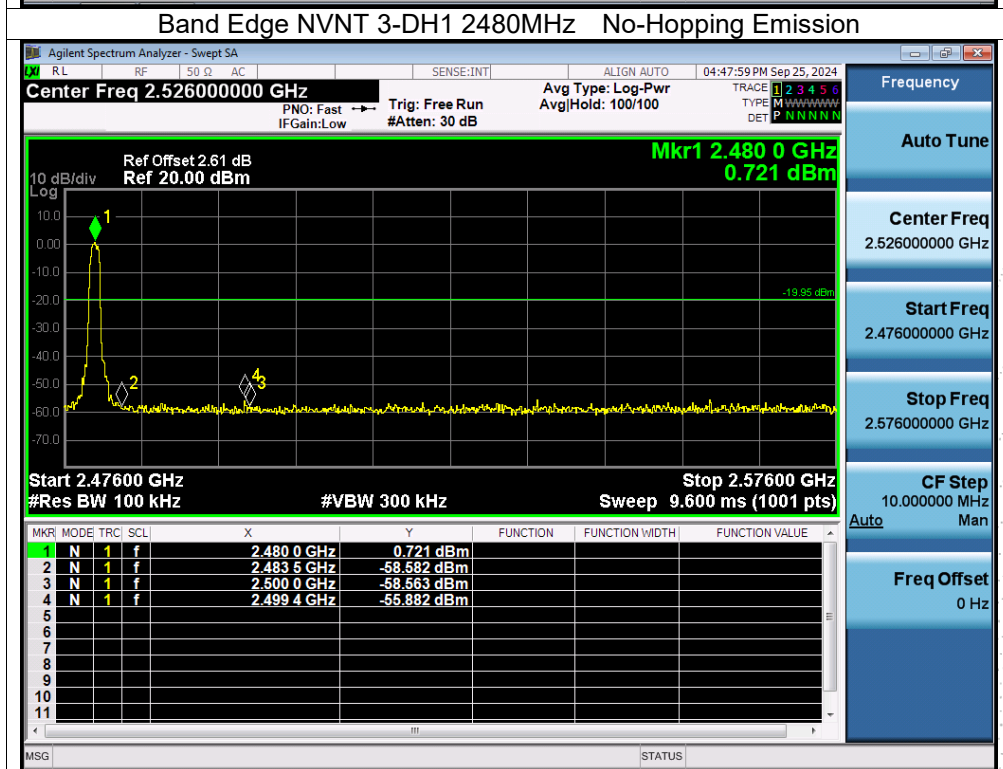 Band Edge NVNT 3-DH1 2480MHz No-Hopping Emission
Agilent Spectrum Analyzer - Swept SA
LXI RL RF 50 Ω AC SENSE:INT ALIGN AUTO 04:47:59 PM Sep 25, 2024
Center Freq 2.526000000 GHz
PNO: Fast
IFGain:Low
Trig: Free Run
#Atten: 30 dB
Avg Type: Log-Pwr
Avg|Hold: 100/100
TRACE 1 2 3 4 5 6
TYPE M WWWWW
DET P N N N N N
Ref Offset 2.61 dB
10 dB/div Ref 20.00 dBm
Log
Mkr1 2.480 0 GHz
0.721 dBm
10.0
0.00
-10.0
-20.0
-30.0
-40.0
-50.0
-60.0
-70.0
1
-19.95 dBm
2
4
3
Start 2.47600 GHz Stop 2.57600 GHz
#Res BW 100 kHz #VBW 300 kHz Sweep 9.600 ms (1001 pts)
MKR MODE TRC SCL X Y FUNCTION FUNCTION WIDTH FUNCTION VALUE
1 N 1 f 2.480 0 GHz 0.721 dBm
2 N 1 f 2.483 5 GHz -58.582 dBm
3 N 1 f 2.500 0 GHz -58.563 dBm
4 N 1 f 2.499 4 GHz -55.882 dBm
5
6
7
8
9
10
11
MSG STATUS
Frequency
Auto Tune
Center Freq
2.526000000 GHz
Start Freq
2.476000000 GHz
Stop Freq
2.576000000 GHz
CF Step
10.000000 MHz
Auto Man
Freq Offset
0 Hz